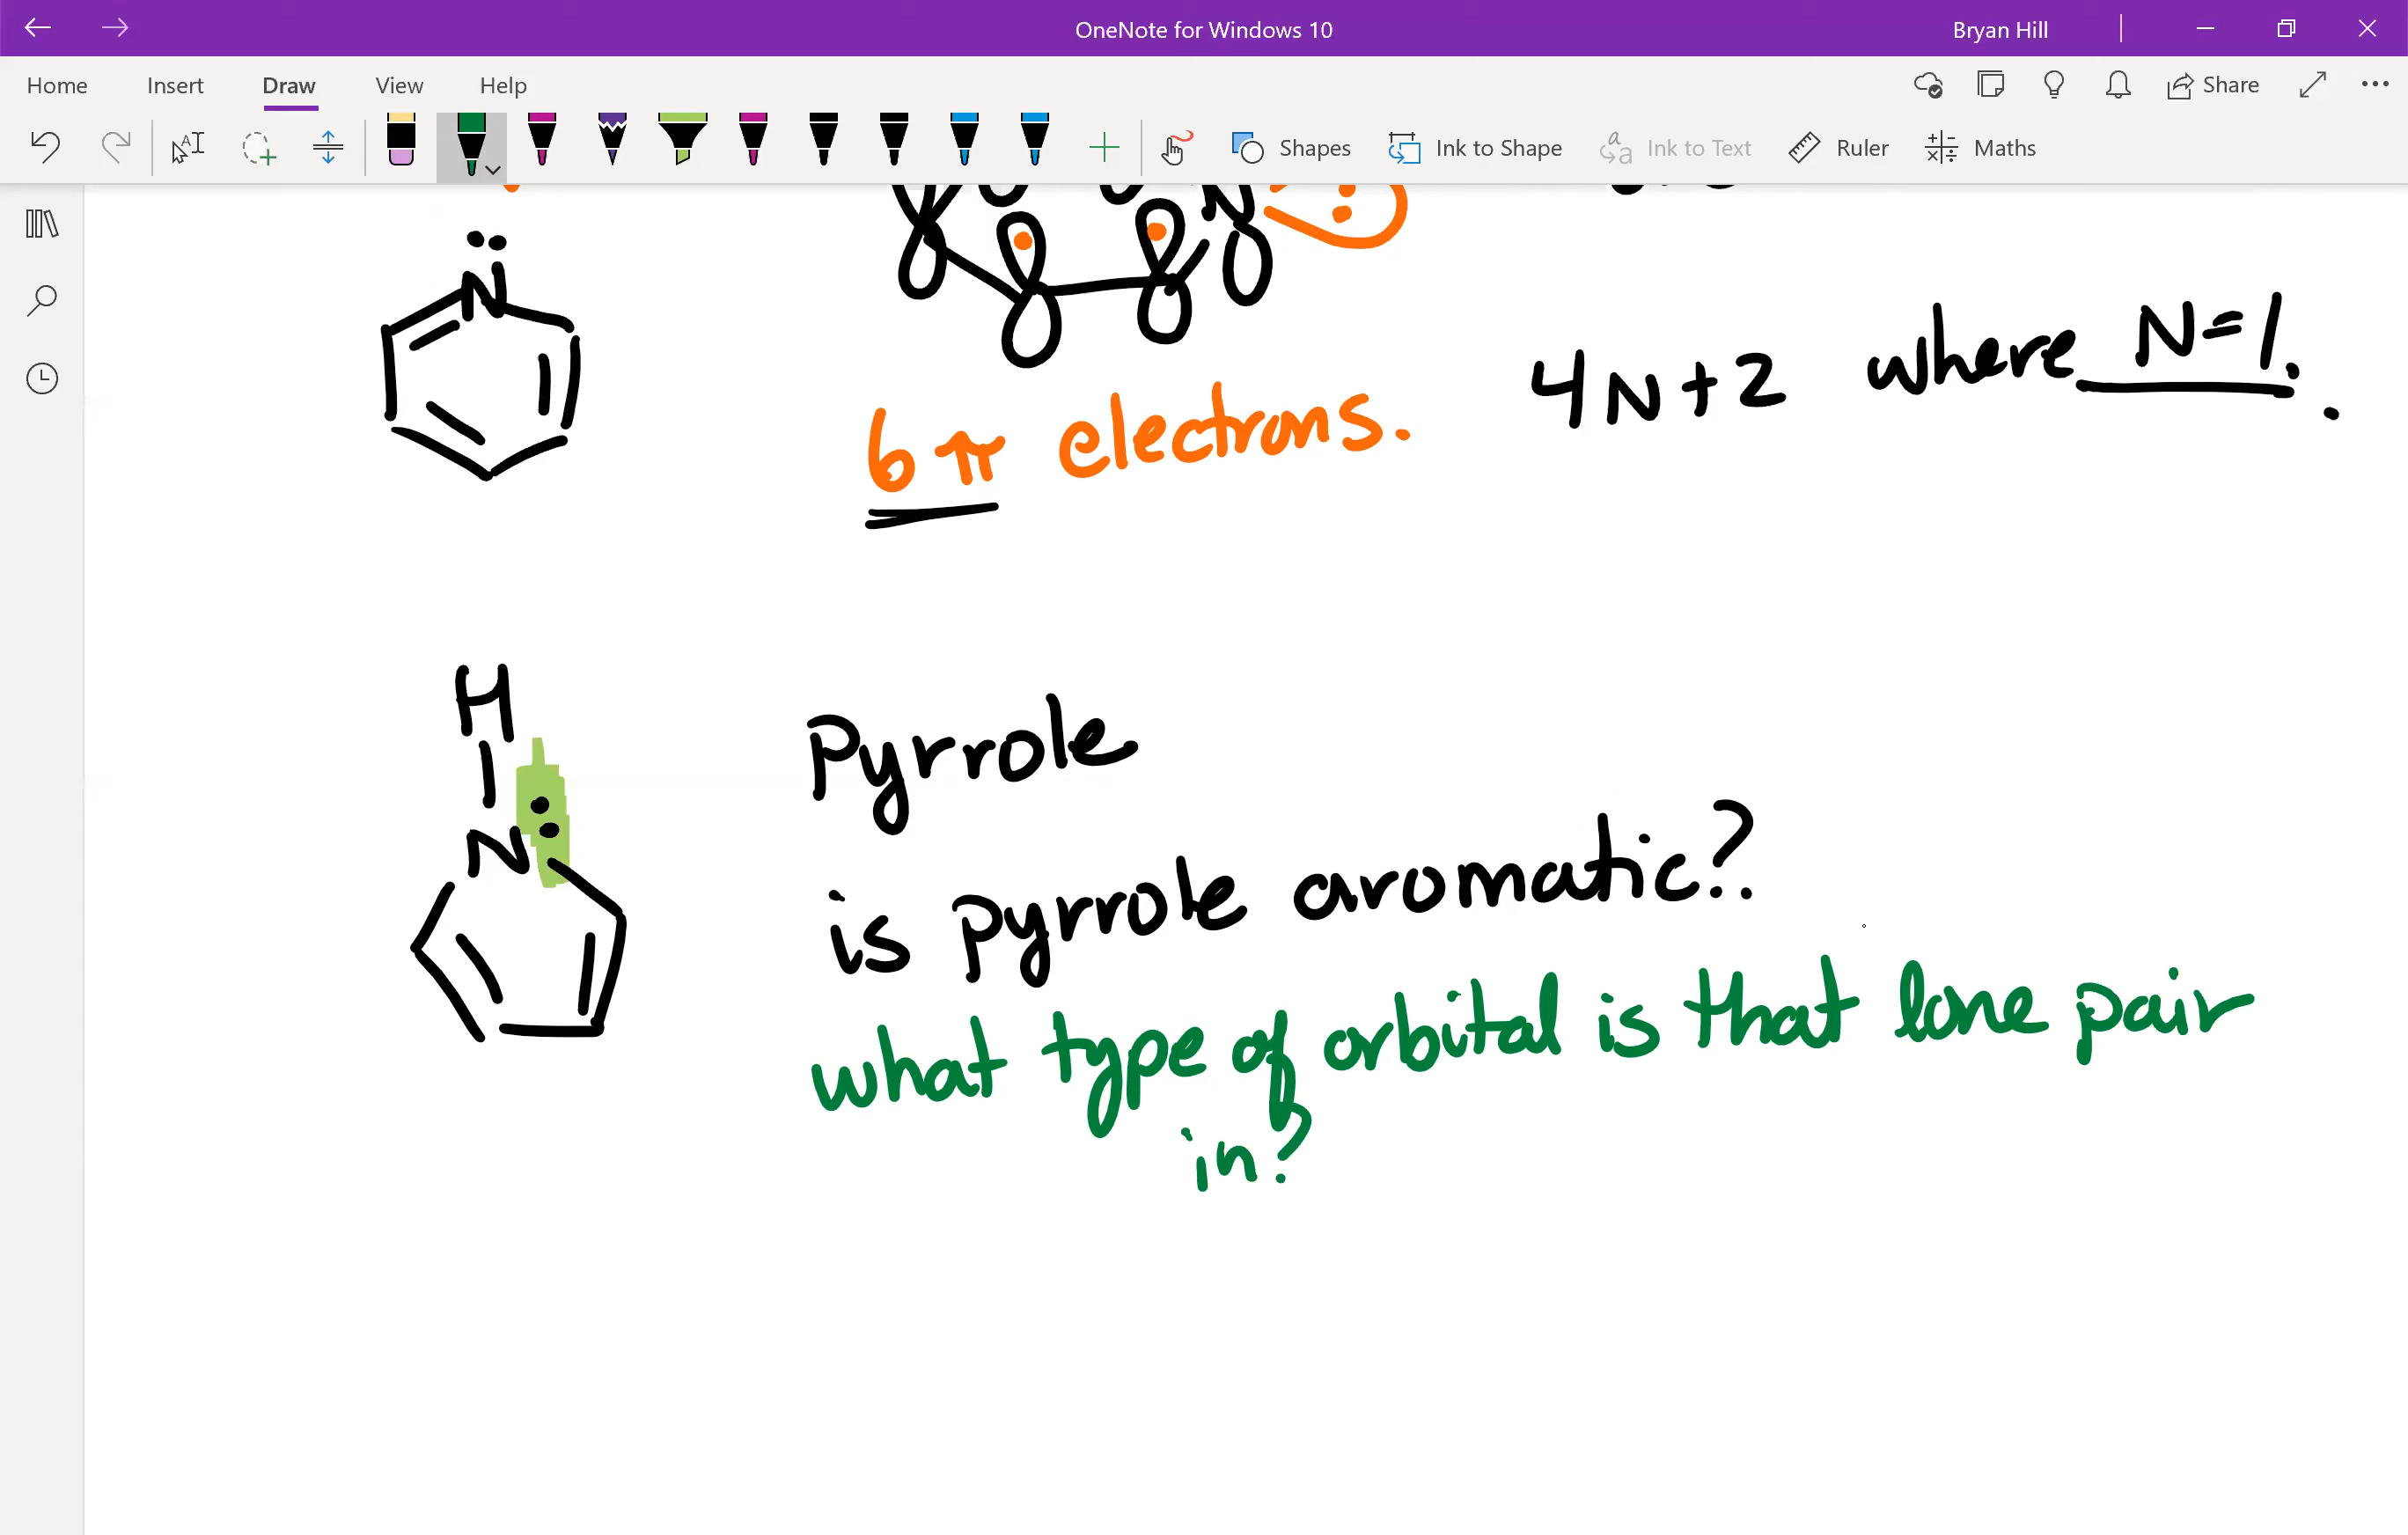 OneNote for Windows 10
Bryan Hill
Home Insert Draw View Help
Share
Shapes Ink to Shape Ink to Text Ruler Maths
N
N
4N+2 where N=1.
6π electrons.
H
N
Pyrrole
is pyrrole aromatic?
what type of orbital is that lone pair
in?